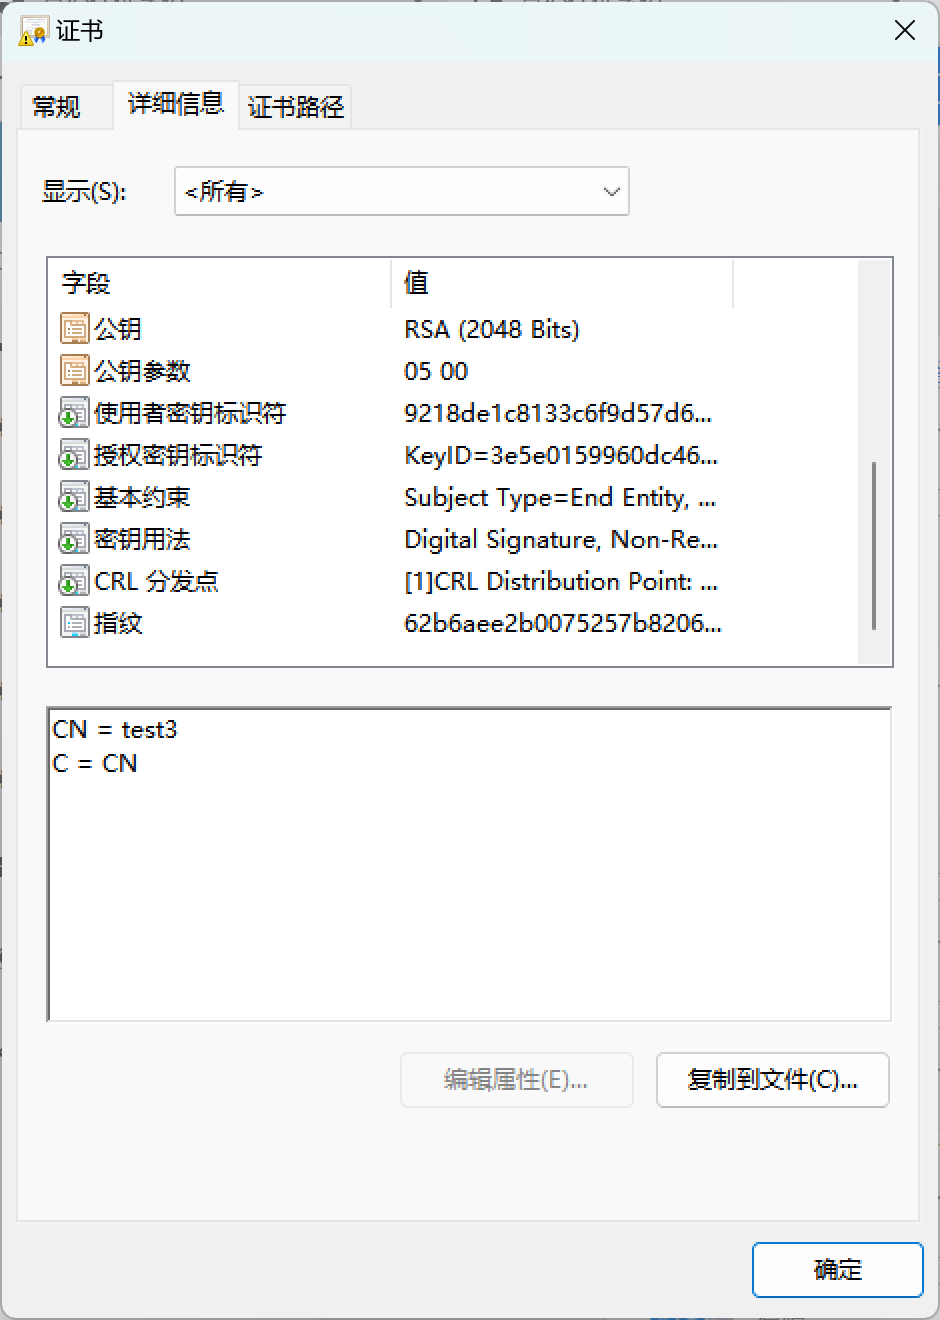 证书
常规 详细信息 证书路径
显示(S): <所有>
字段 值
公钥 RSA (2048 Bits)
公钥参数 05 00
使用者密钥标识符 9218de1c8133c6f9d57d6...
授权密钥标识符 KeyID=3e5e0159960dc46...
基本约束 Subject Type=End Entity, ...
密钥用法 Digital Signature, Non-Re...
CRL 分发点 [1]CRL Distribution Point: ...
指纹 62b6aee2b0075257b8206...
CN = test3
C = CN
编辑属性(E)... 复制到文件(C)...
确定